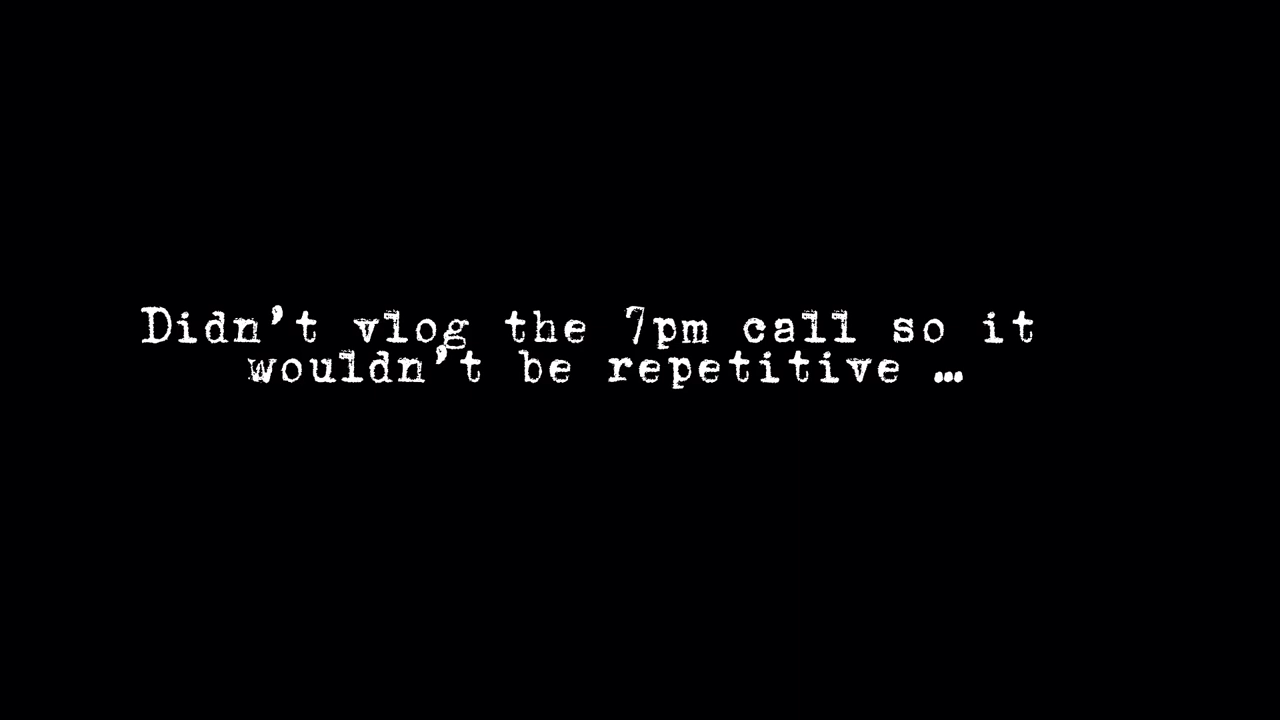 Didn't vlog the 7pm call so it
wouldn't be repetitive …